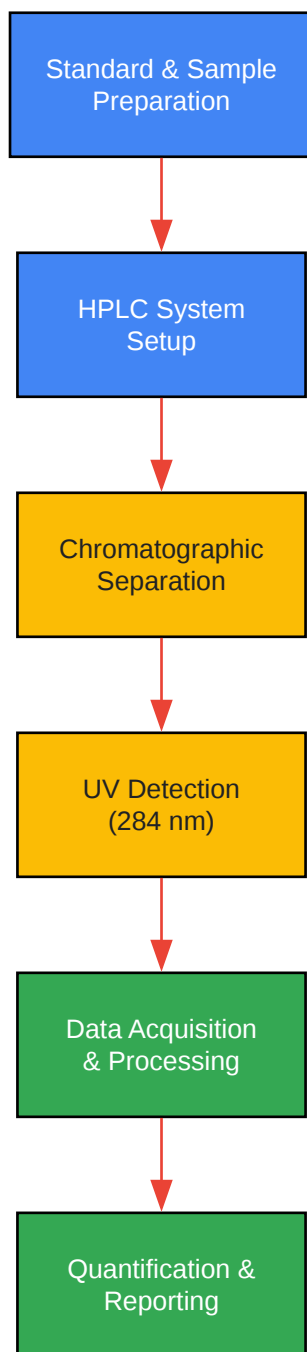 Standard & Sample
Preparation
HPLC System
Setup
Chromatographic
Separation
UV Detection
(284 nm)
Data Acquisition
& Processing
Quantification &
Reporting